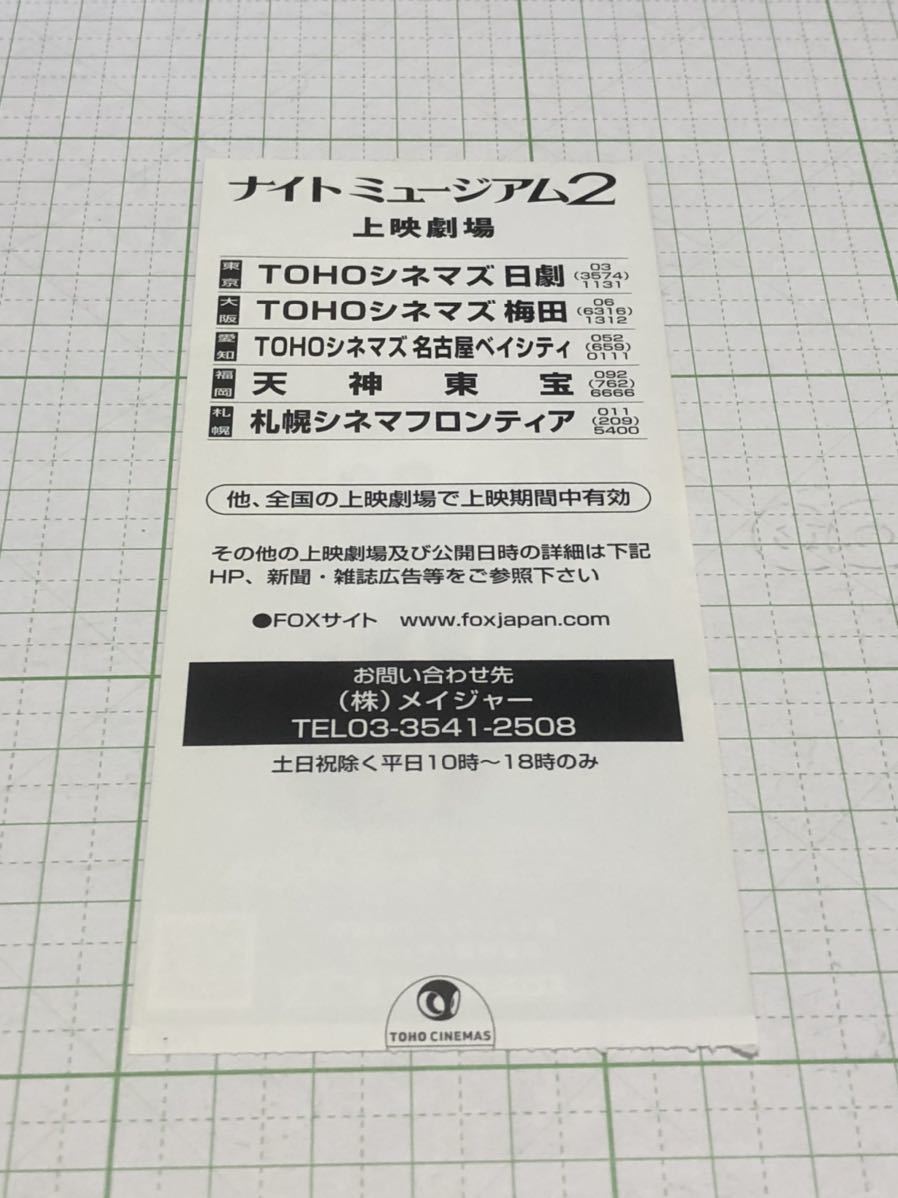 ナイト ミュージアム2
上映劇場
東京 TOHOシネマズ 日劇 03(3574)1131
大阪 TOHOシネマズ 梅田 06(6316)1312
愛知 TOHOシネマズ 名古屋ベイシティ 052(659)0111
福岡 天神東宝 092(762)6666
札幌 札幌シネマフロンティア 011(209)5400
他、全国の上映劇場で上映期間中有効
その他の上映劇場及び公開日時の詳細は下記
HP、新聞・雑誌広告等をご参照下さい
●FOXサイト www.foxjapan.com
お問い合わせ先
(株)メイジャー
TEL03-3541-2508
土日祝除く平日10時〜18時のみ
TOHO CINEMAS